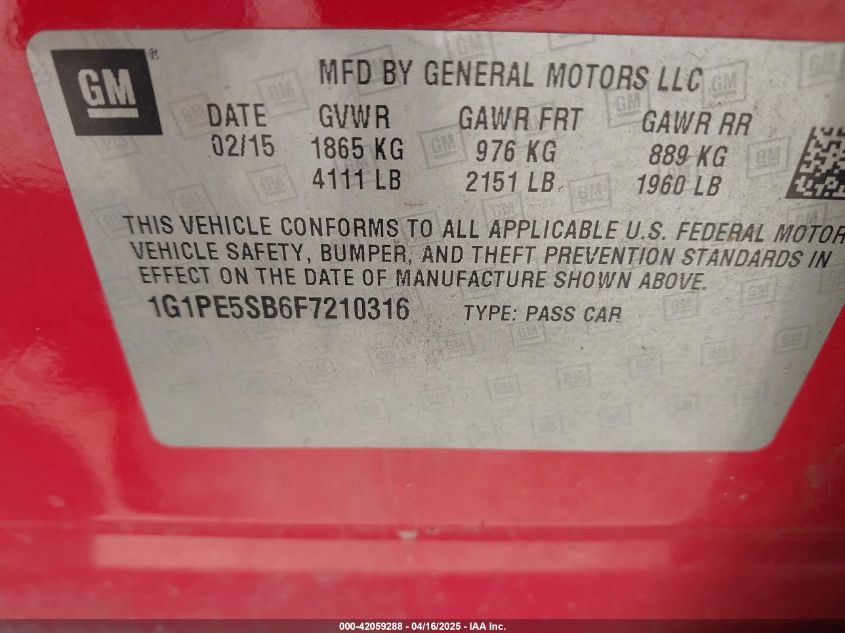 GM®
MFD BY GENERAL MOTORS LLC
DATE GVWR GAWR FRT GAWR RR
02/15 1865 KG 976 KG 889 KG
4111 LB 2151 LB 1960 LB
THIS VEHICLE CONFORMS TO ALL APPLICABLE U.S. FEDERAL MOTOR
VEHICLE SAFETY, BUMPER, AND THEFT PREVENTION STANDARDS IN
EFFECT ON THE DATE OF MANUFACTURE SHOWN ABOVE.
1G1PE5SB6F7210316 TYPE: PASS CAR
000-42059288 - 04/16/2025 - IAA Inc.